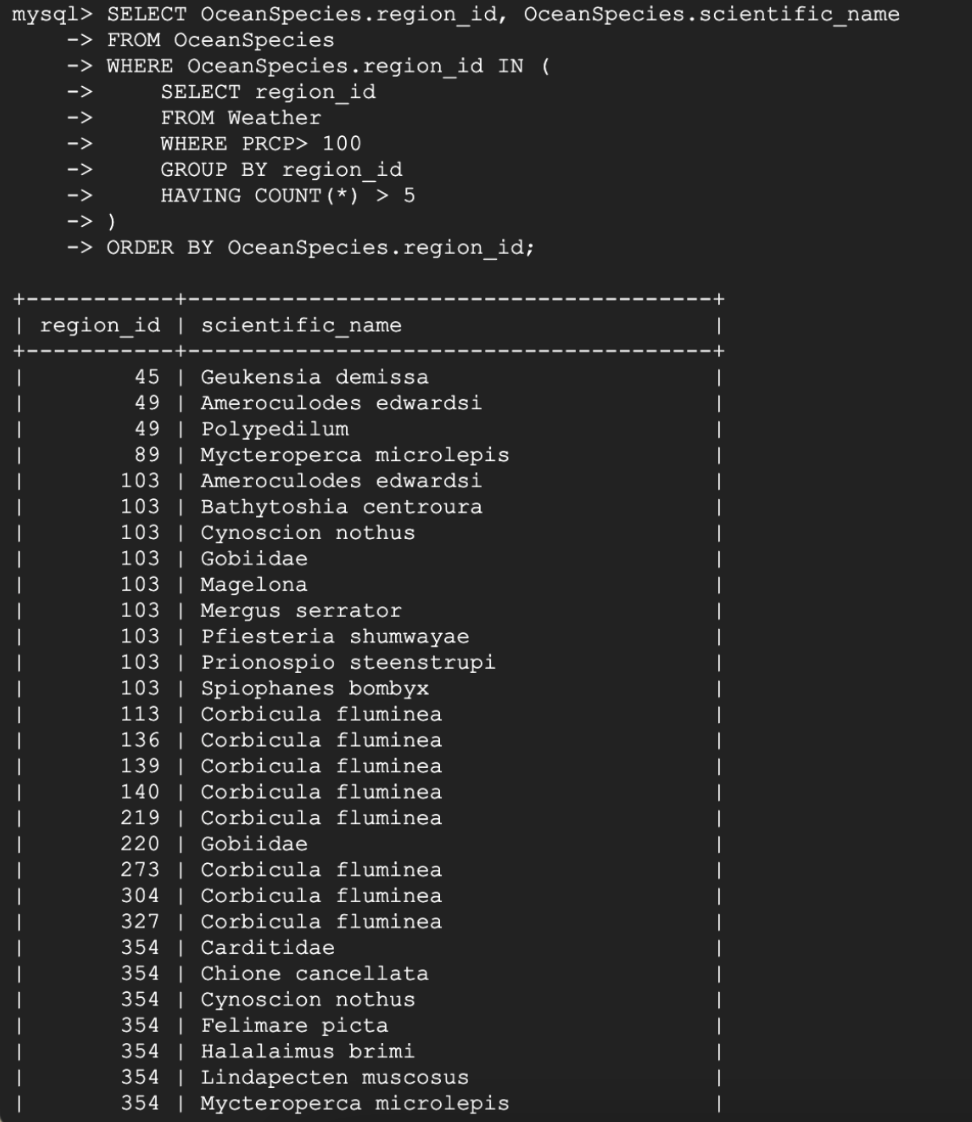 mysql> SELECT OceanSpecies.region_id, OceanSpecies.scientific_name
    -> FROM OceanSpecies
    -> WHERE OceanSpecies.region_id IN (
    ->     SELECT region_id
    ->     FROM Weather
    ->     WHERE PRCP> 100
    ->     GROUP BY region_id
    ->     HAVING COUNT(*) > 5
    -> )
    -> ORDER BY OceanSpecies.region_id;
+-----------+---------------------------------------+
| region_id | scientific_name                       |
+-----------+---------------------------------------+
|        45 | Geukensia demissa                     |
|        49 | Ameroculodes edwardsi                 |
|        49 | Polypedilum                           |
|        89 | Mycteroperca microlepis               |
|       103 | Ameroculodes edwardsi                 |
|       103 | Bathytoshia centroura                 |
|       103 | Cynoscion nothus                      |
|       103 | Gobiidae                              |
|       103 | Magelona                              |
|       103 | Mergus serrator                       |
|       103 | Pfiesteria shumwayae                  |
|       103 | Prionospio steenstrupi                |
|       103 | Spiophanes bombyx                     |
|       113 | Corbicula fluminea                    |
|       136 | Corbicula fluminea                    |
|       139 | Corbicula fluminea                    |
|       140 | Corbicula fluminea                    |
|       219 | Corbicula fluminea                    |
|       220 | Gobiidae                              |
|       273 | Corbicula fluminea                    |
|       304 | Corbicula fluminea                    |
|       327 | Corbicula fluminea                    |
|       354 | Carditidae                            |
|       354 | Chione cancellata                     |
|       354 | Cynoscion nothus                      |
|       354 | Felimare picta                        |
|       354 | Halalaimus brimi                      |
|       354 | Lindapecten muscosus                  |
|       354 | Mycteroperca microlepis               |